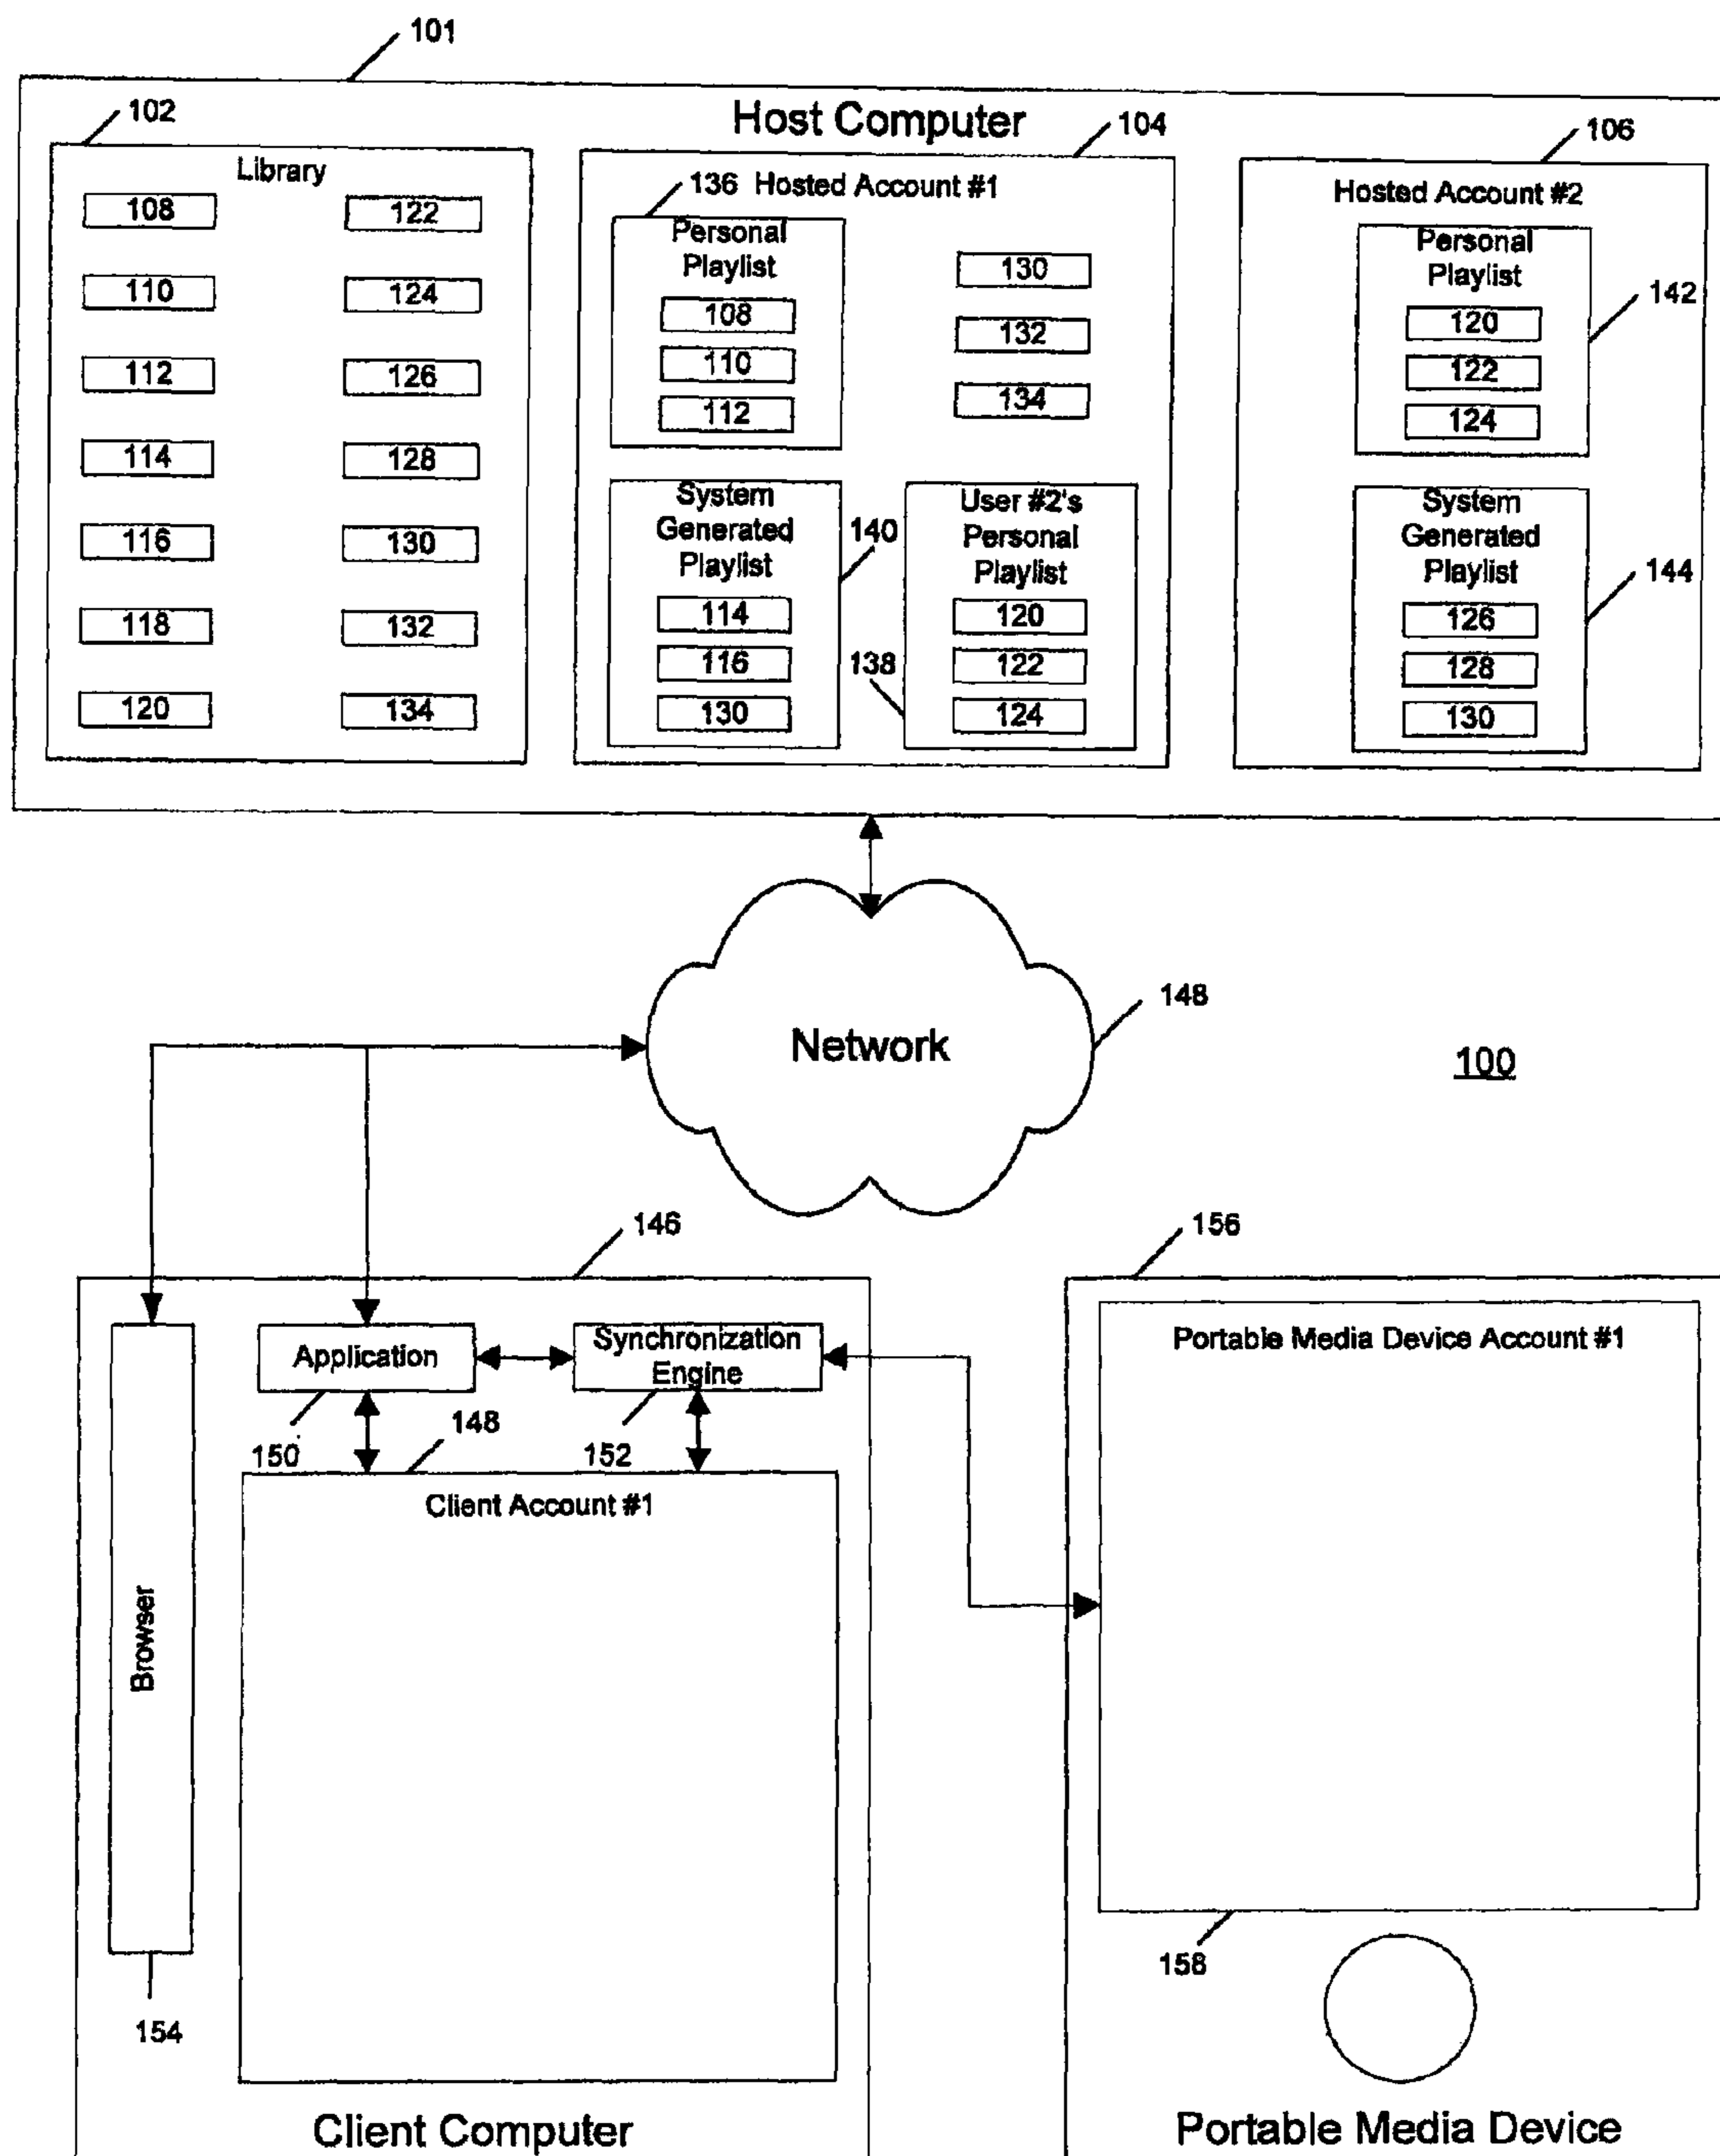 101
Host Computer
102
104
106
Library
108
122
110
124
112
126
114
128
116
130
118
132
120
134
136 Hosted Account #1
Personal
Playlist
108
110
112
130
132
134
System
Generated
Playlist
140
114
116
130
User #2's
Personal
Playlist
138
120
122
124
Hosted Account #2
Personal
Playlist
142
120
122
124
System
Generated
Playlist
144
126
128
130
Network
148
100
146
156
Application
Synchronization
Engine
150
148
152
Client Account #1
Browser
154
Client Computer
Portable Media Device Account #1
158
Portable Media Device